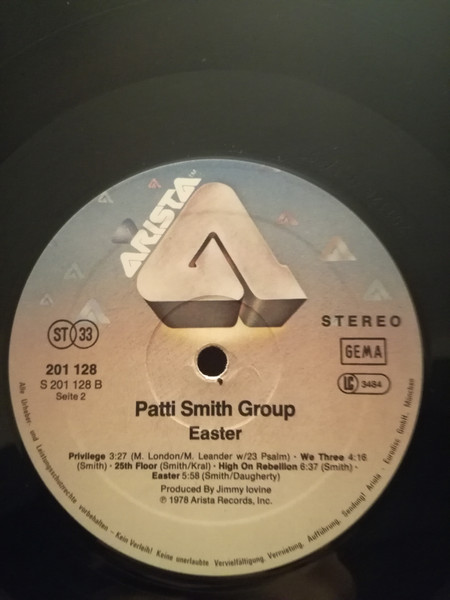 ARISTA™
STEREO
ST 33
GEMA
201 128
S 201 128 B
LC 3484
Seite 2
Patti Smith Group
Easter
Privilege 3:27 (M. London/M. Leander w/23 Psalm) · We Three 4:16
(Smith) · 25th Floor (Smith/Kral) · High On Rebellion 6:37 (Smith) ·
Easter 5:58 (Smith/Daugherty)
Produced By Jimmy Iovine
℗ 1978 Arista Records, Inc.
Alle Urheber- und Leistungsschutzrechte vorbehalten - Kein Verleih! Keine unerlaubte Vervielfältigung, Vermietung, Aufführung, Sendung! Ariola - Eurodisc GmbH, München